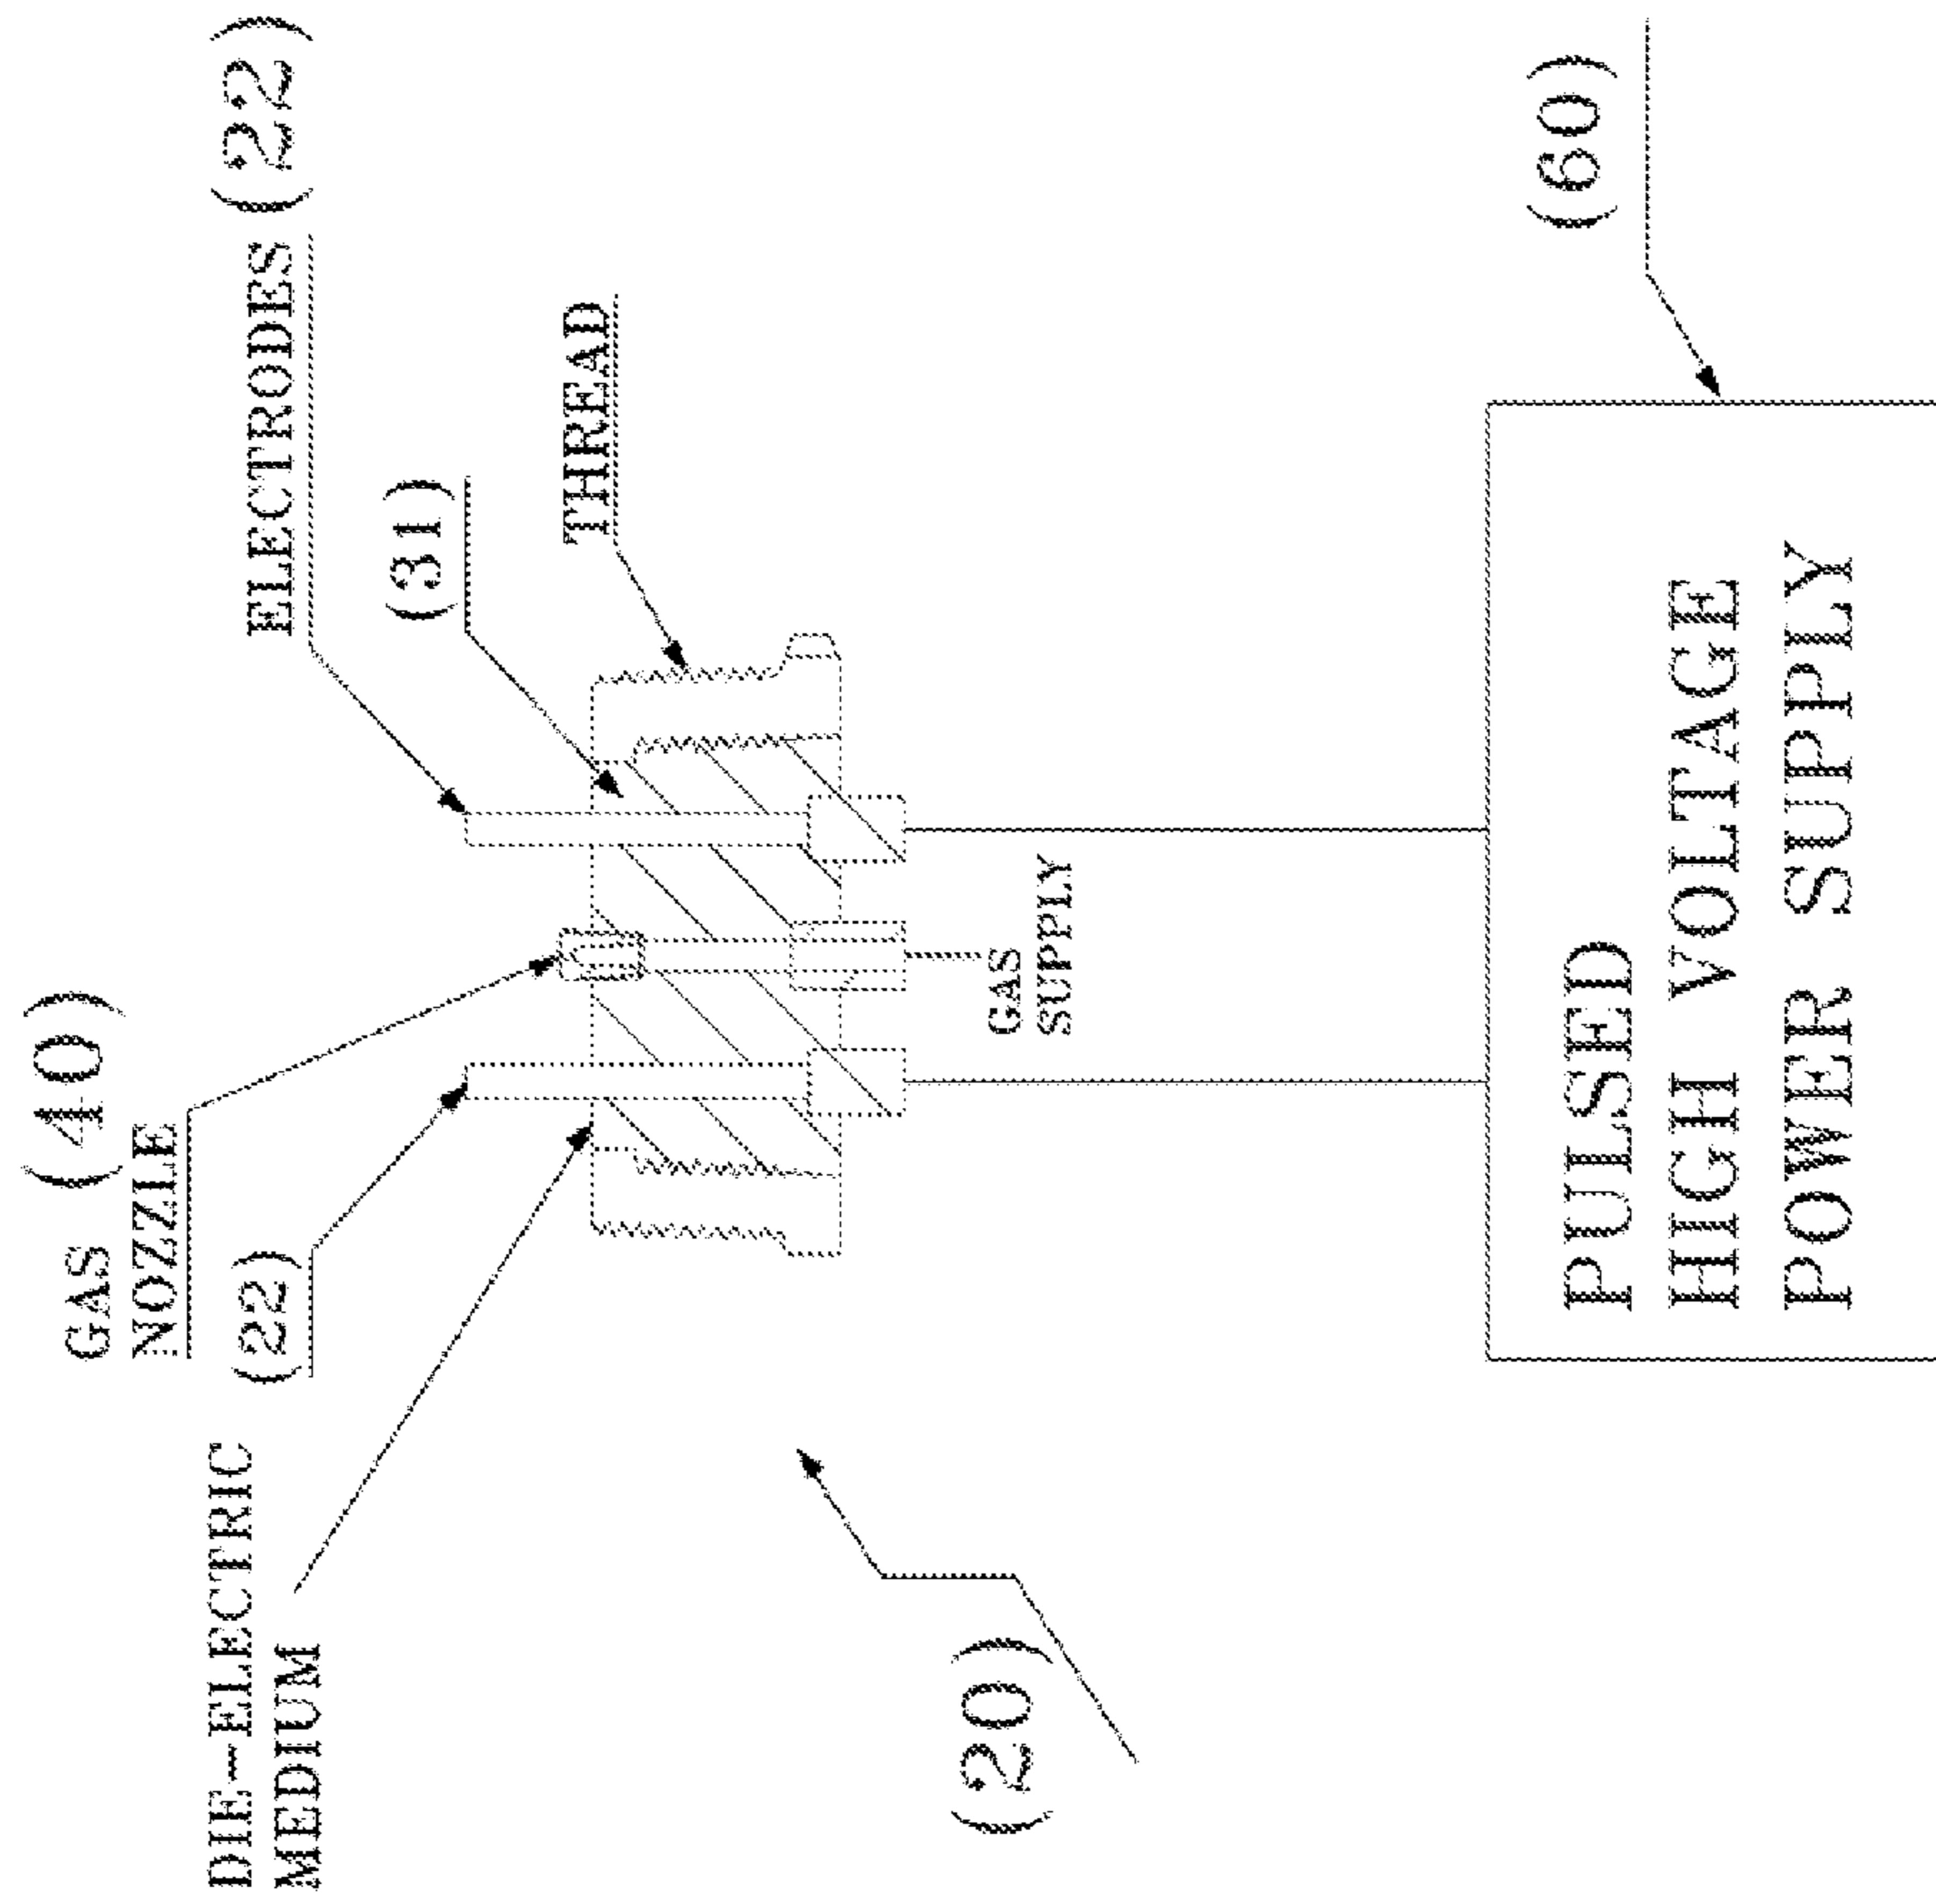 GAS (40)
NOZZLE
(22)
DIE-ELECTRIC
MEDIUM
ELECTRODES (22)
(31)
THREAD
GAS
SUPPLY
(20)
(60)
PULSED
HIGH VOLTAGE
POWER SUPPLY